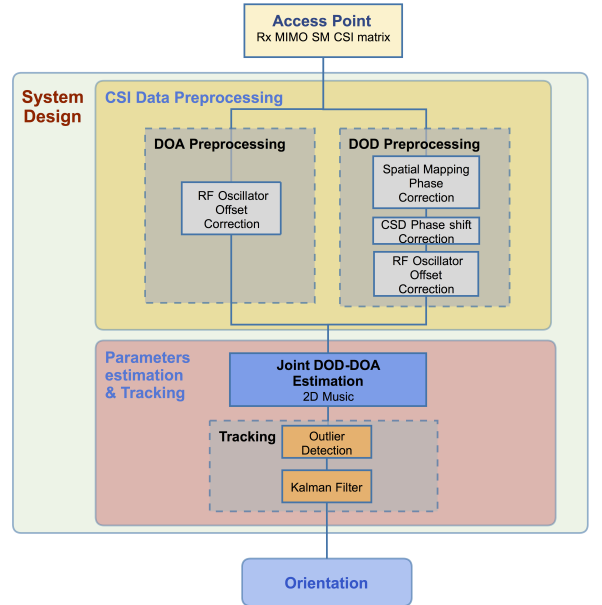 Access Point
Rx MIMO SM CSI matrix
System
Design
CSI Data Preprocessing
DOA Preprocessing
RF Oscillator
Offset
Correction
DOD Preprocessing
Spatial Mapping
Phase
Correction
CSD Phase shift
Correction
RF Oscillator
Offset
Correction
Parameters
estimation
& Tracking
Joint DOD-DOA
Estimation
2D Music
Tracking
Outlier
Detection
Kalman Filter
Orientation